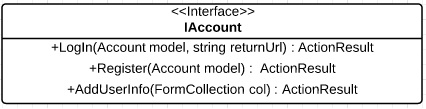 <<Interface>>
IAccount
+LogIn(Account model, string returnUrl) : ActionResult
+Register(Account model) : ActionResult
+AddUserInfo(FormCollection col) : ActionResult